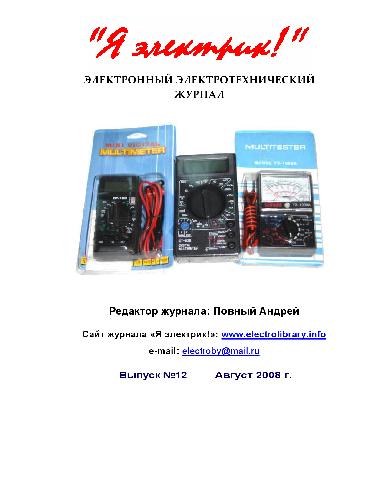 "Я электрик!"
ЭЛЕКТРОННЫЙ ЭЛЕКТРОТЕХНИЧЕСКИЙ
ЖУРНАЛ
MINI DIGITAL
MULTIMETER
MULTITESTER
Редактор журнала: Повный Андрей
Сайт журнала «Я электрик!»: www.electrolibrary.info
e-mail: electroby@mail.ru
Выпуск №12 Август 2008 г.